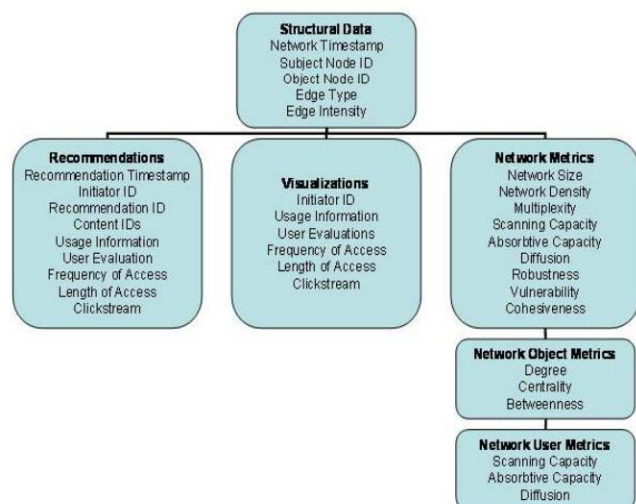 Structural Data
Network Timestamp
Subject Node ID
Object Node ID
Edge Type
Edge Intensity
Recommendations
Recommendation Timestamp
Initiator ID
Recommendation ID
Content IDs
Usage Information
User Evaluation
Frequency of Access
Length of Access
Clickstream
Visualizations
Initiator ID
Usage Information
User Evaluations
Frequency of Access
Length of Access
Clickstream
Network Metrics
Network Size
Network Density
Multiplexity
Scanning Capacity
Absorbtive Capacity
Diffusion
Robustness
Vulnerability
Cohesiveness
Network Object Metrics
Degree
Centrality
Betweenness
Network User Metrics
Scanning Capacity
Absorbtive Capacity
Diffusion